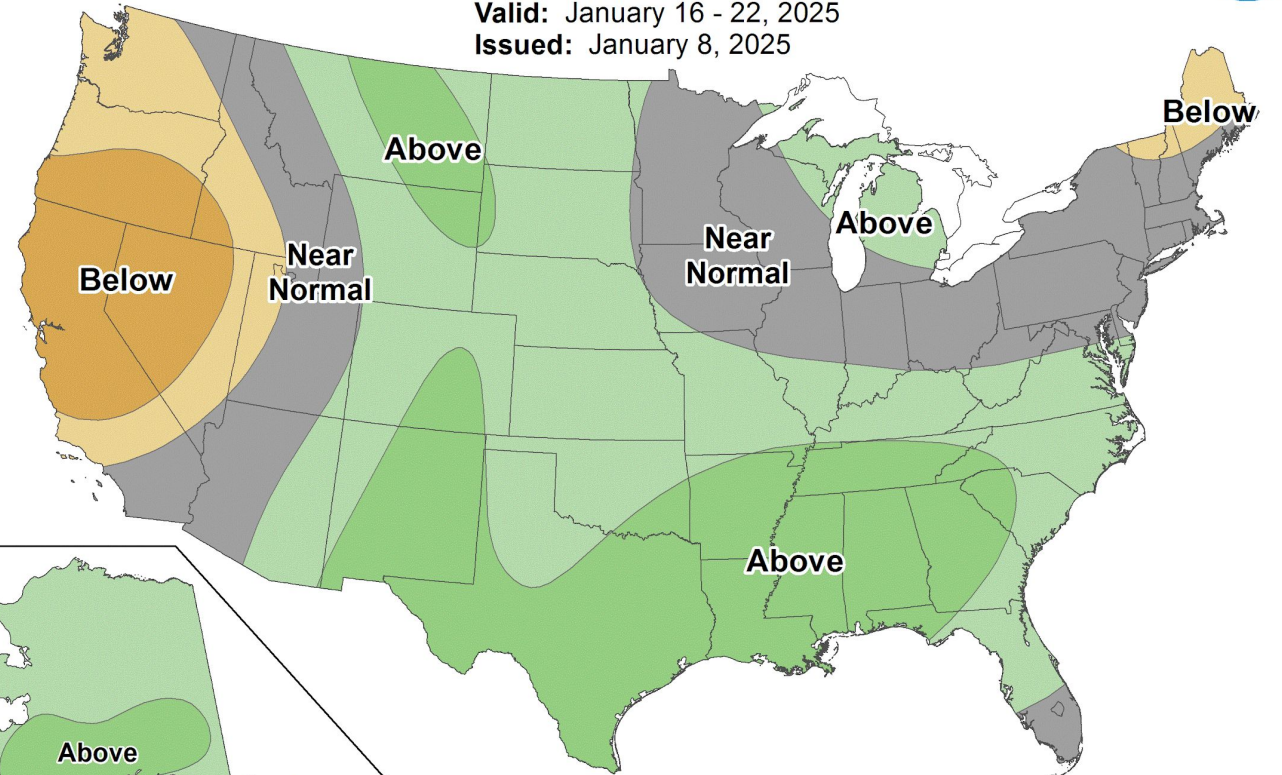 Valid: January 16 - 22, 2025
Issued: January 8, 2025
Below
Above
Above
Near
Normal
Near
Normal
Below
Above
Above